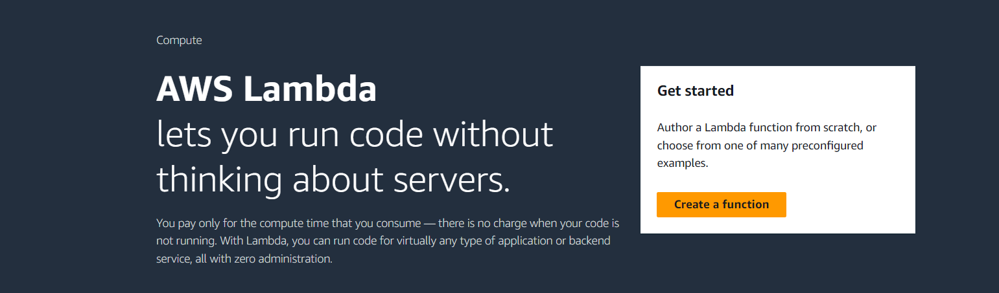 Compute
AWS Lambda
lets you run code without
thinking about servers.
You pay only for the compute time that you consume — there is no charge when your code is
not running. With Lambda, you can run code for virtually any type of application or backend
service, all with zero administration.
Get started
Author a Lambda function from scratch, or
choose from one of many preconfigured
examples.
Create a function